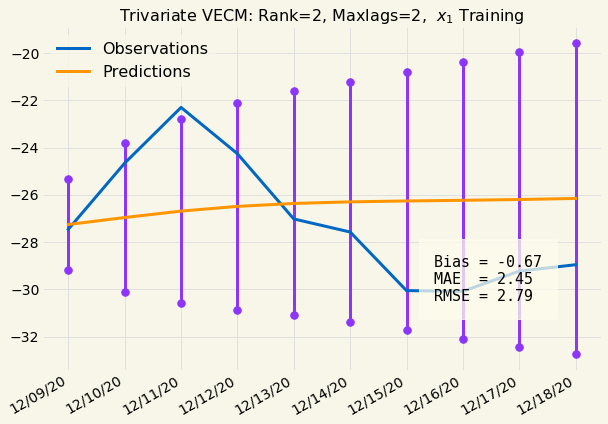 Trivariate VECM: Rank=2, Maxlags=2, x₁ Training
Observations
Predictions
−20
−22
−24
−26
−28
−30
−32
Bias = -0.67
MAE = 2.45
RMSE = 2.79
12/09/20
12/10/20
12/11/20
12/12/20
12/13/20
12/14/20
12/15/20
12/16/20
12/17/20
12/18/20